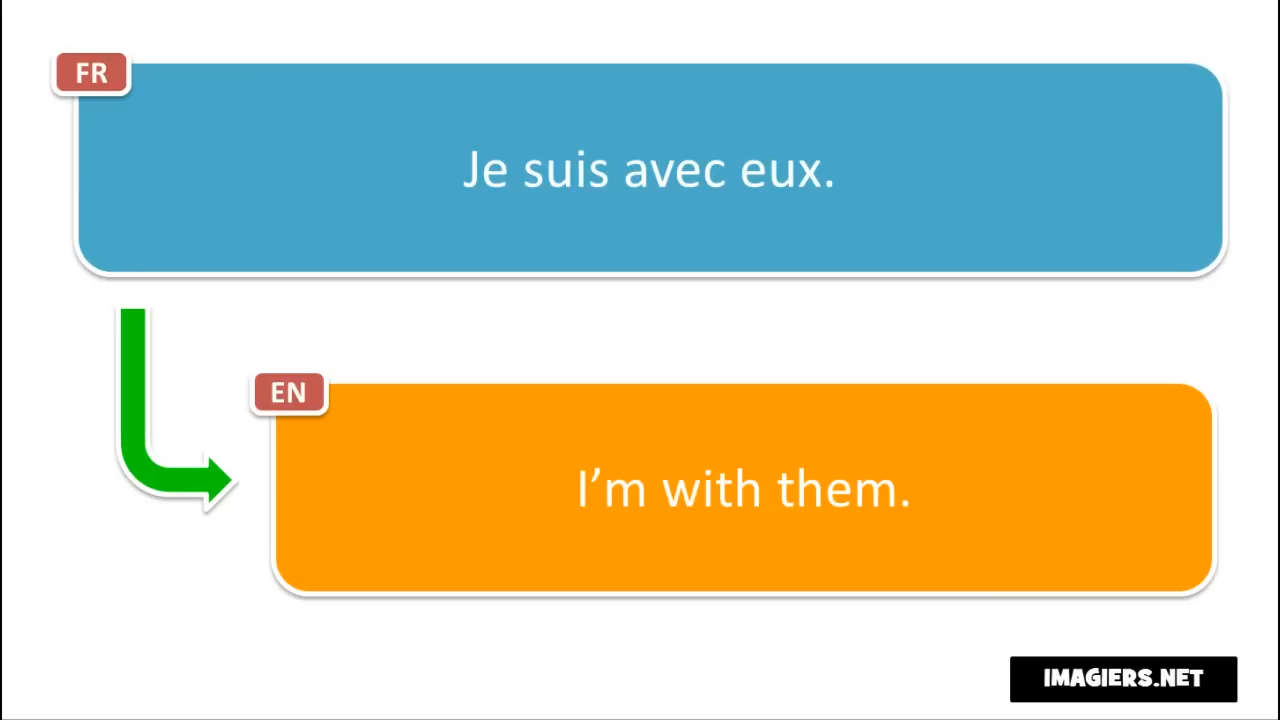 FR
Je suis avec eux.
EN
I’m with them.
IMAGIERS.NET